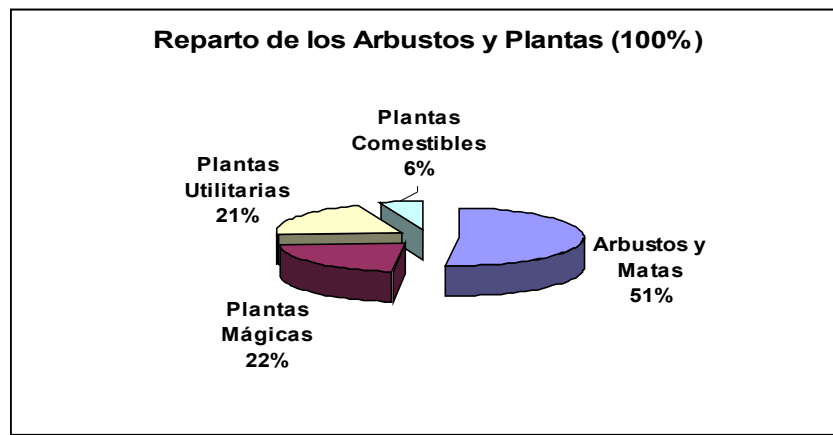 Reparto de los Arbustos y Plantas (100%)
Plantas
Comestibles
6%
Plantas
Utilitarias
21%
Arbustos y
Matas
51%
Plantas
Mágicas
22%